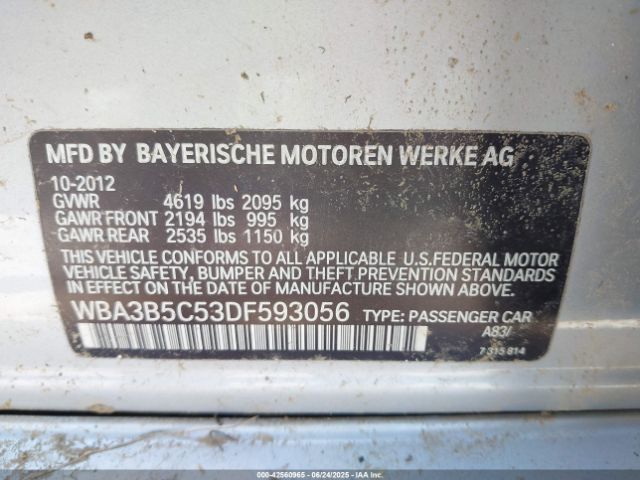 MFD BY BAYERISCHE MOTOREN WERKE AG
10-2012
GVWR 4619 lbs 2095 kg
GAWR FRONT 2194 lbs 995 kg
GAWR REAR 2535 lbs 1150 kg
THIS VEHICLE CONFORMS TO ALL APPLICABLE U.S.FEDERAL MOTOR
VEHICLE SAFETY, BUMPER AND THEFT PREVENTION STANDARDS
IN EFFECT ON THE DATE OF MANUFACTURE SHOWN ABOVE.
WBA3B5C53DF593056 TYPE: PASSENGER CAR
A83/
7 315 814
000-42560965 - 06/24/2025 - IAAI.COM